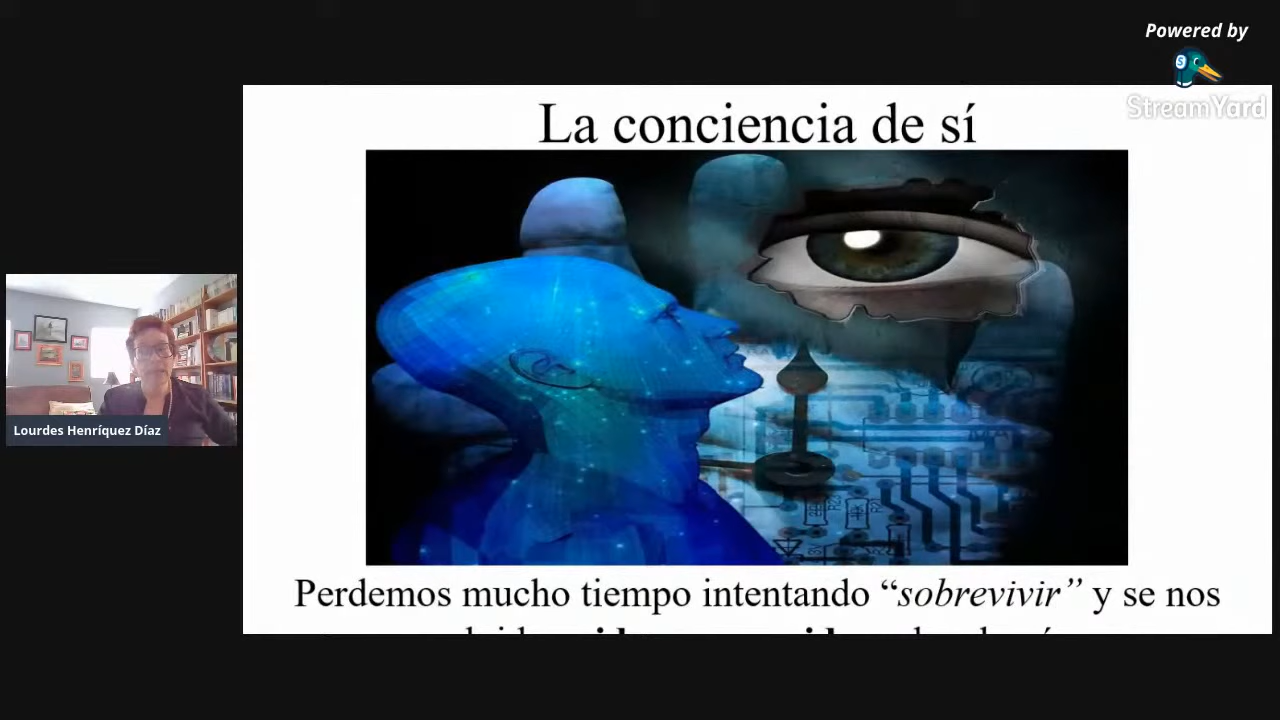 Powered by
StreamYard
La conciencia de sí
Lourdes Henríquez Díaz
Perdemos mucho tiempo intentando “sobrevivir” y se nos